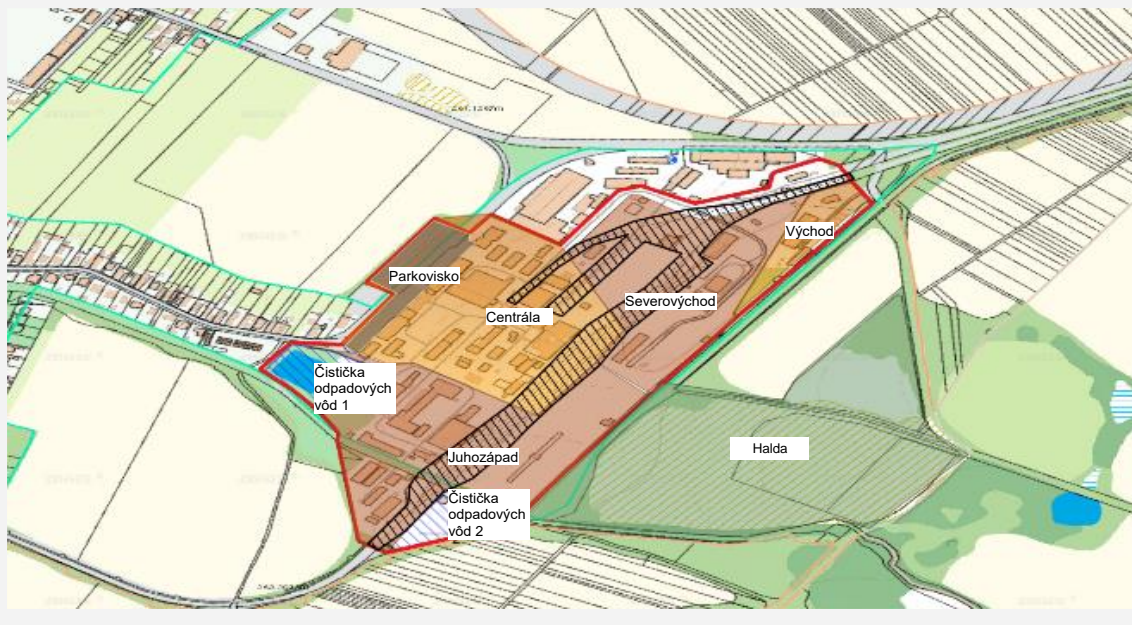 Východ
Parkovisko
Severovýchod
Centrála
Čistička
odpadových
vôd 1
Juhozápad
Halda
Čistička
odpadových
vôd 2